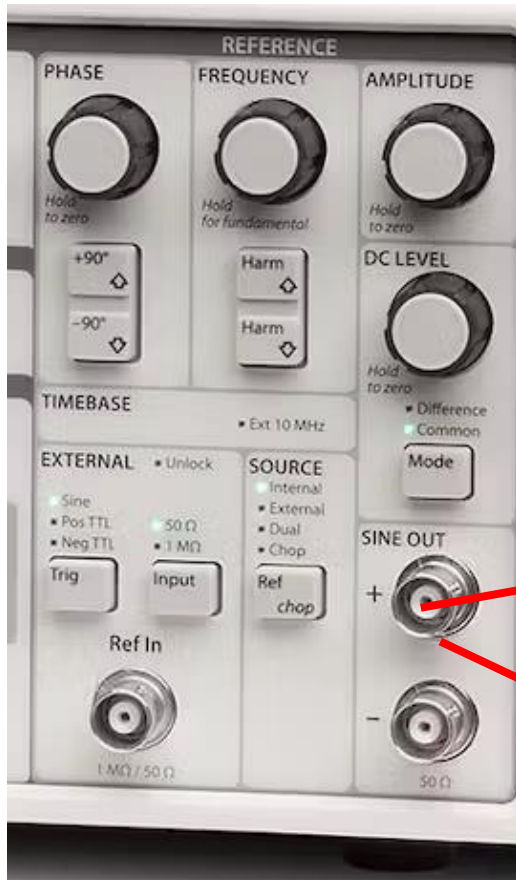 REFERENCE
PHASE
Hold
to zero
+90°
−90°
FREQUENCY
Hold
for fundamental
Harm
Harm
AMPLITUDE
Hold
to zero
DC LEVEL
Hold
to zero
Difference
Common
Mode
TIMEBASE
Ext 10 MHz
EXTERNAL
Unlock
Sine
Pos TTL
Neg TTL
Trig
50 Ω
1 MΩ
Input
Ref In
1 MΩ / 50 Ω
SOURCE
Internal
External
Dual
Chop
Ref
chop
SINE OUT
+
−
50 Ω